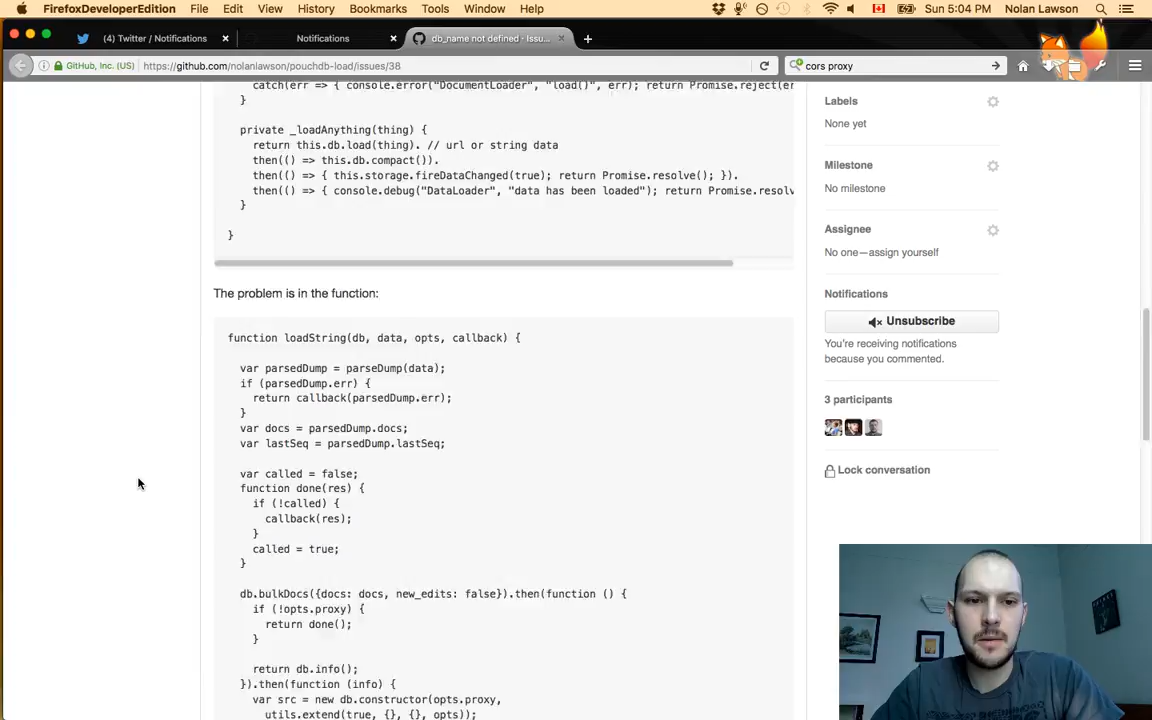 FirefoxDeveloperEdition File Edit View History Bookmarks Tools Window Help Sun 5:04 PM Nolan Lawson
(4) Twitter / Notifications × Notifications × db_name not defined - Issu... × +
GitHub, Inc. (US) https://github.com/nolanlawson/pouchdb-load/issues/38 cors proxy
catch(err => { console.error("DocumentLoader", "load()", err); return Promise.reject(er
}
private _loadAnything(thing) {
return this.db.load(thing). // url or string data
then(() => this.db.compact()).
then(() => { this.storage.fireDataChanged(true); return Promise.resolve(); }).
then(() => { console.debug("DataLoader", "data has been loaded"); return Promise.resolv
}
}
The problem is in the function:
function loadString(db, data, opts, callback) {
var parsedDump = parseDump(data);
if (parsedDump.err) {
return callback(parsedDump.err);
}
var docs = parsedDump.docs;
var lastSeq = parsedDump.lastSeq;
var called = false;
function done(res) {
if (!called) {
callback(res);
}
called = true;
}
db.bulkDocs({docs: docs, new_edits: false}).then(function () {
if (!opts.proxy) {
return done();
}
return db.info();
}).then(function (info) {
var src = new db.constructor(opts.proxy,
utils.extend(true, {}, {}, opts));
Labels
None yet
Milestone
No milestone
Assignee
No one—assign yourself
Notifications
Unsubscribe
You're receiving notifications
because you commented.
3 participants
Lock conversation